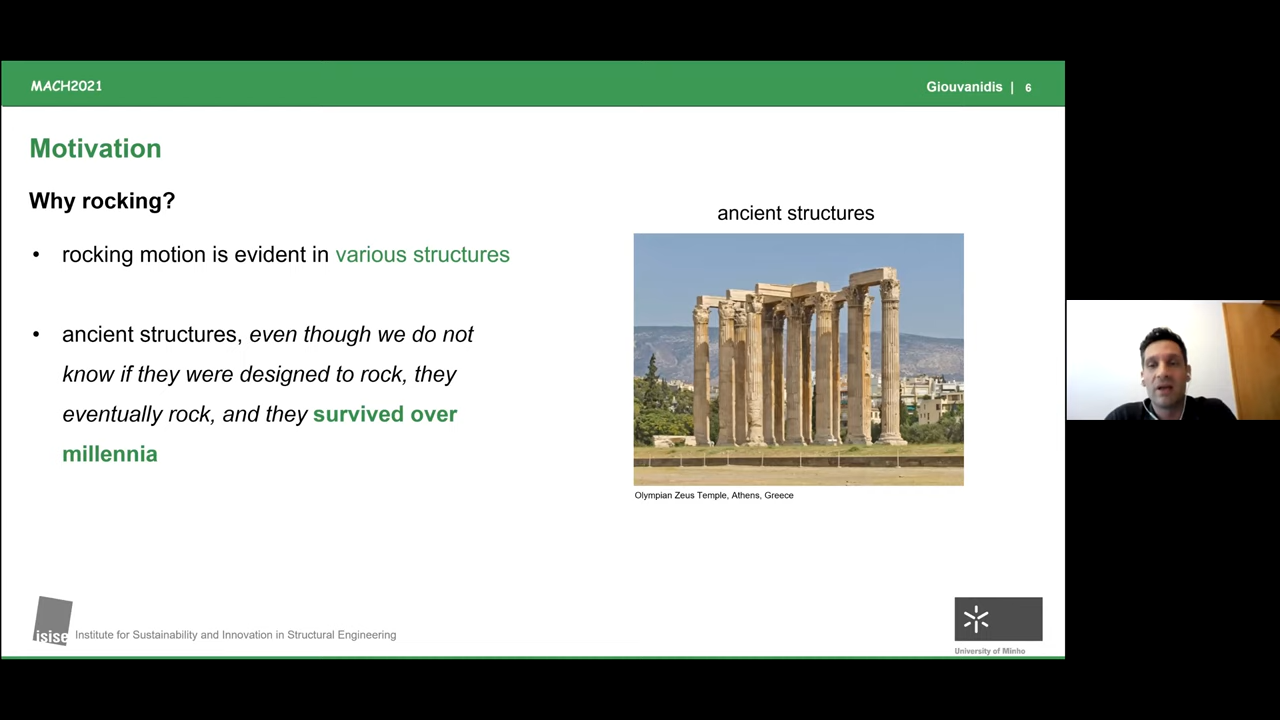 MACH2021
Giouvanidis | 6
Motivation
Why rocking?
• rocking motion is evident in various structures
• ancient structures, even though we do not
know if they were designed to rock, they
eventually rock, and they survived over
millennia
ancient structures
Olympian Zeus Temple, Athens, Greece
isise Institute for Sustainability and Innovation in Structural Engineering
University of Minho